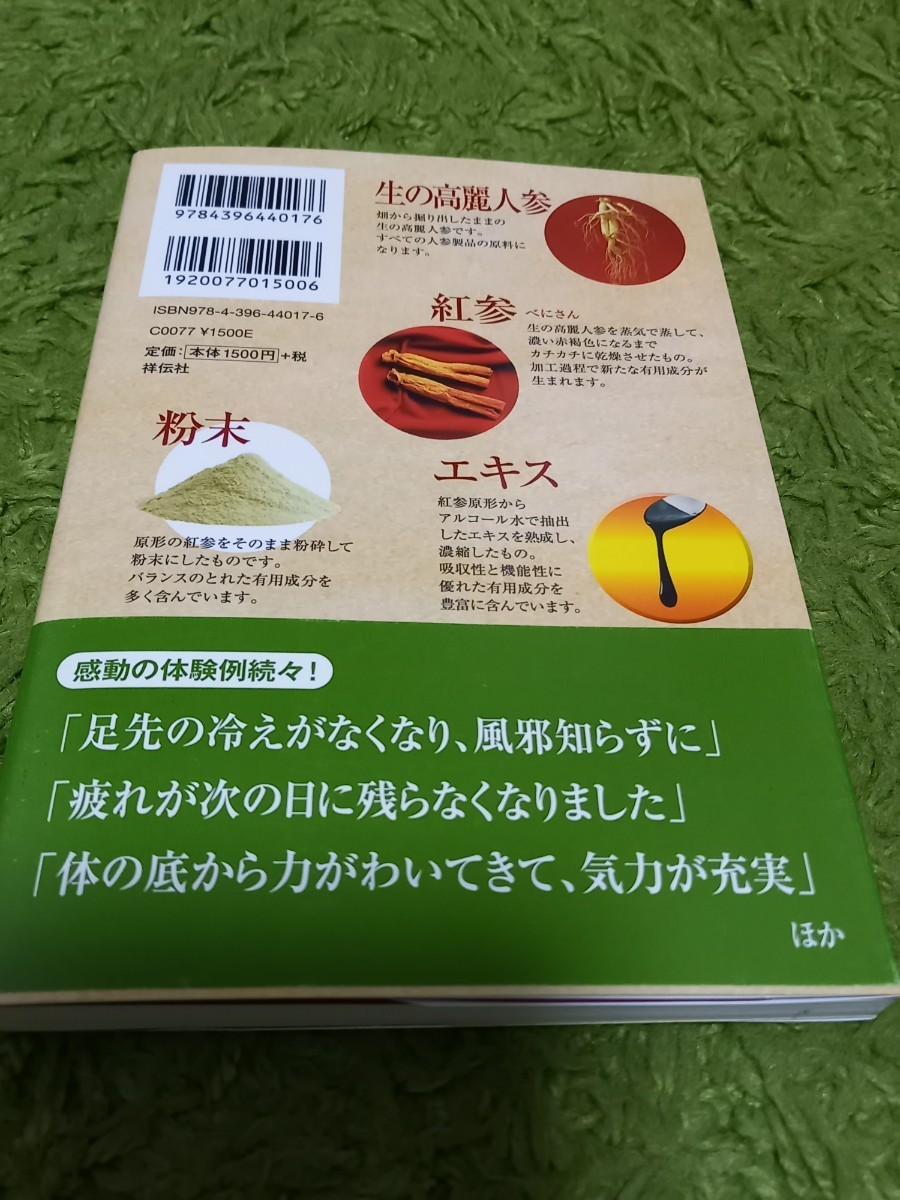 9784396440176
1920077015006
ISBN978-4-396-44017-6
C0077 ¥1500E
定価：本体1500円+税
祥伝社
生の高麗人参
畑から掘り出したままの
生の高麗人参です。
すべての人参製品の原料に
なります。
紅参 べにさん
生の高麗人参を蒸気で蒸して、
濃い赤褐色になるまで
カチカチに乾燥させたもの。
加工過程で新たな有用成分が
生まれます。
粉末
原形の紅参をそのまま粉砕して
粉末にしたものです。
バランスのとれた有用成分を
多く含んでいます。
エキス
紅参原形から
アルコール水で抽出
したエキスを熟成し、
濃縮したもの。
吸収性と機能性に
優れた有用成分を
豊富に含んでいます。
感動の体験例続々！
「足先の冷えがなくなり、風邪知らずに」
「疲れが次の日に残らなくなりました」
「体の底から力がわいてきて、気力が充実」
ほか